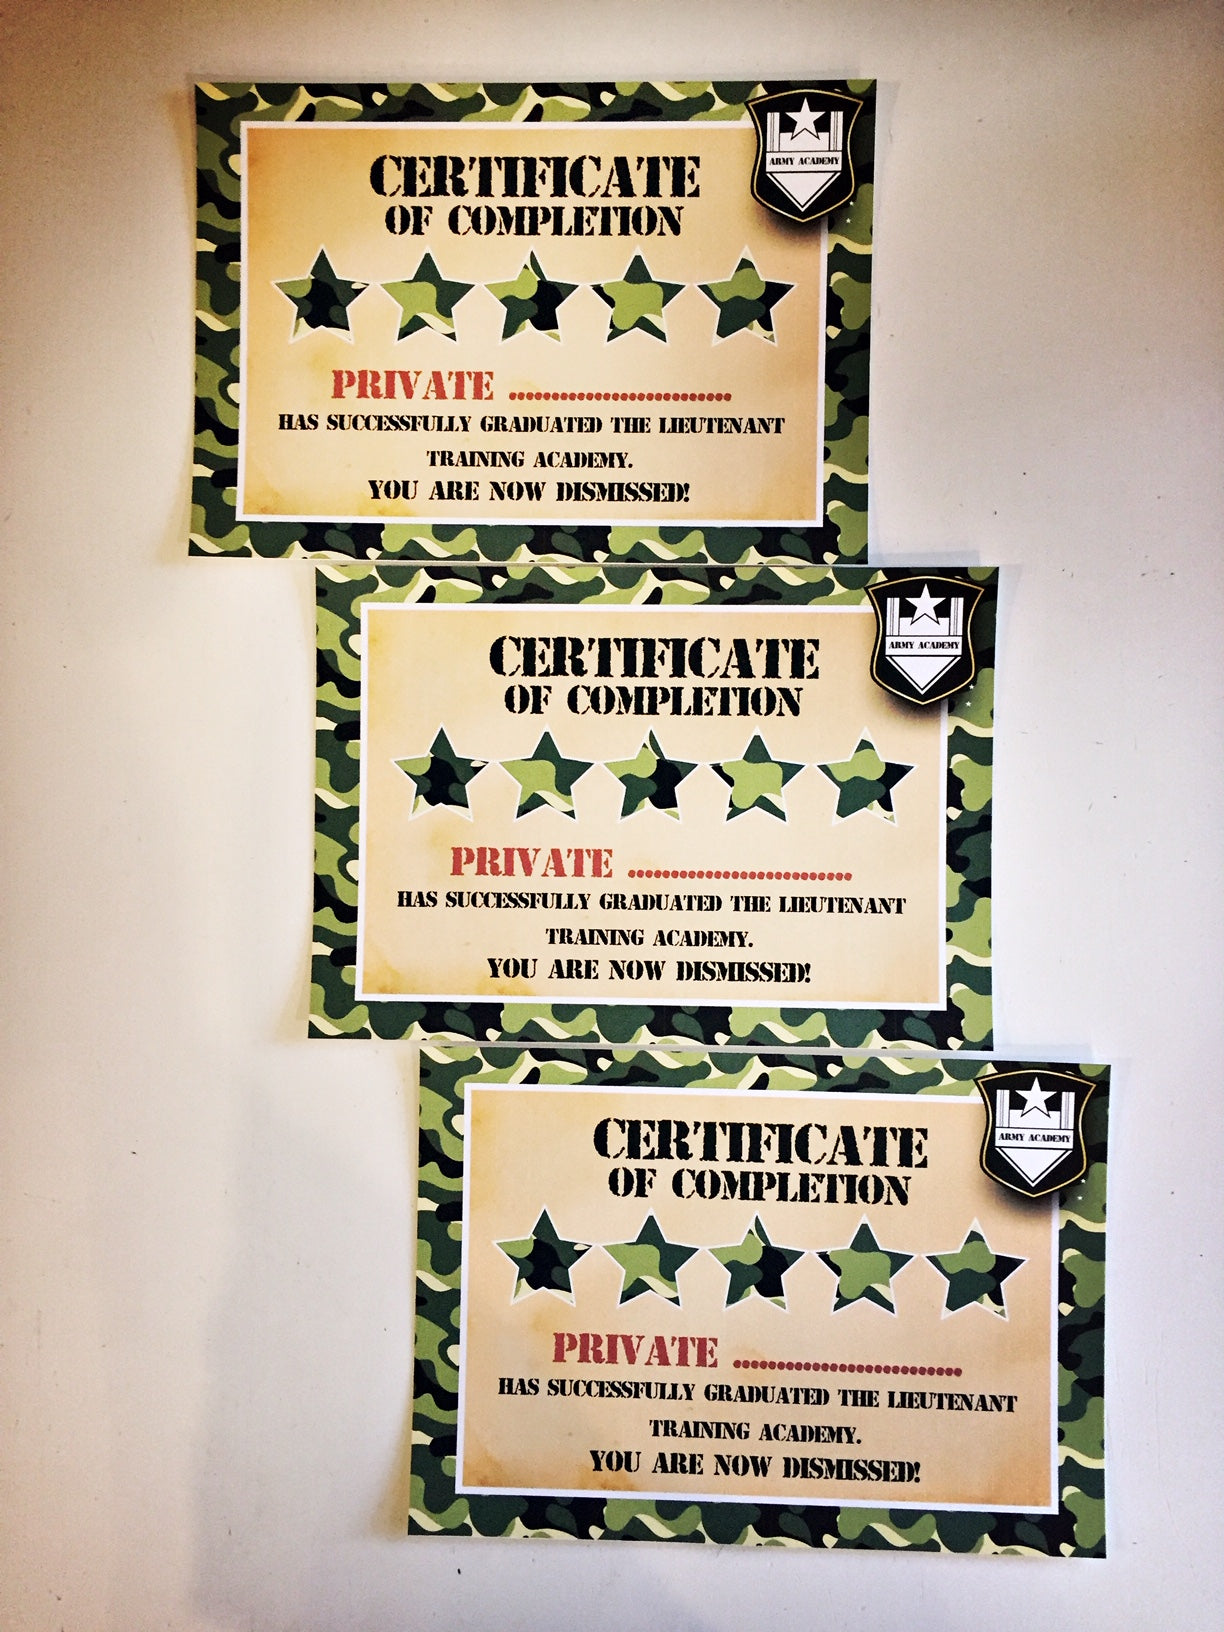 CERTIFICATE
OF COMPLETION
ARMY ACADEMY
PRIVATE ..........................
HAS SUCCESSFULLY GRADUATED THE LIEUTENANT
TRAINING ACADEMY.
YOU ARE NOW DISMISSED!
CERTIFICATE
OF COMPLETION
ARMY ACADEMY
PRIVATE ..........................
HAS SUCCESSFULLY GRADUATED THE LIEUTENANT
TRAINING ACADEMY.
YOU ARE NOW DISMISSED!
CERTIFICATE
OF COMPLETION
ARMY ACADEMY
PRIVATE ..........................
HAS SUCCESSFULLY GRADUATED THE LIEUTENANT
TRAINING ACADEMY.
YOU ARE NOW DISMISSED!